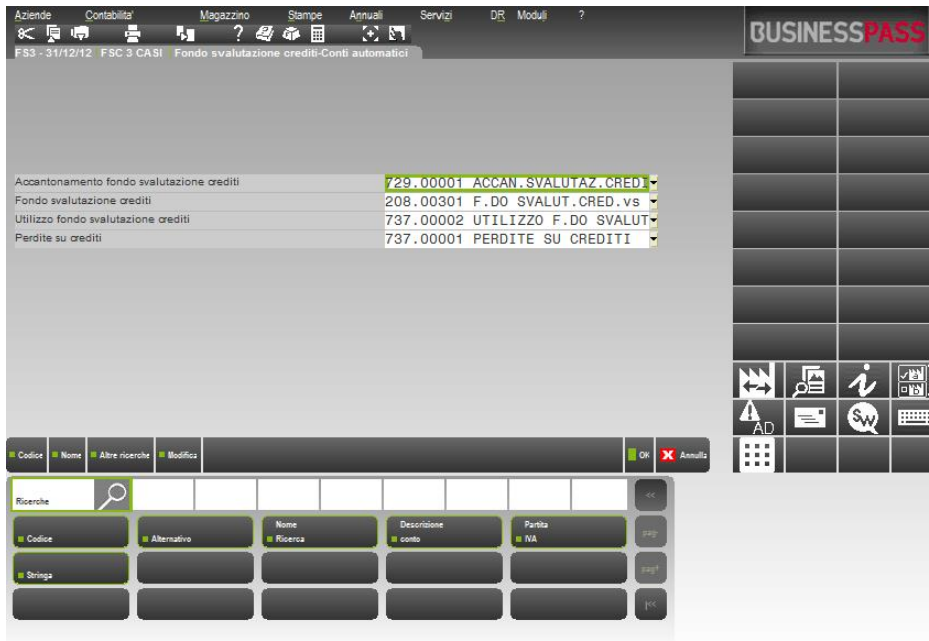 Aziende Contabilita' Magazzino Stampe Annuali Servizi DR Moduli ?
FS3 - 31/12/12 FSC 3 CASI Fondo svalutazione crediti-Conti automatici
BUSINESSPASS
Accantonamento fondo svalutazione crediti 729.00001 ACCAN.SVALUTAZ.CREDI
Fondo svalutazione crediti 208.00301 F.DO SVALUT.CRED.vs
Utilizzo fondo svalutazione crediti 737.00002 UTILIZZO F.DO SVALUT
Perdite su crediti 737.00001 PERDITE SU CREDITI
AD SW
Codice Nome Altre ricerche Modifica OK Annulla
Ricerche <<
Codice Alternativo Nome Ricerca Descrizione conto Partita IVA pag-
Stringa pag+
|<<